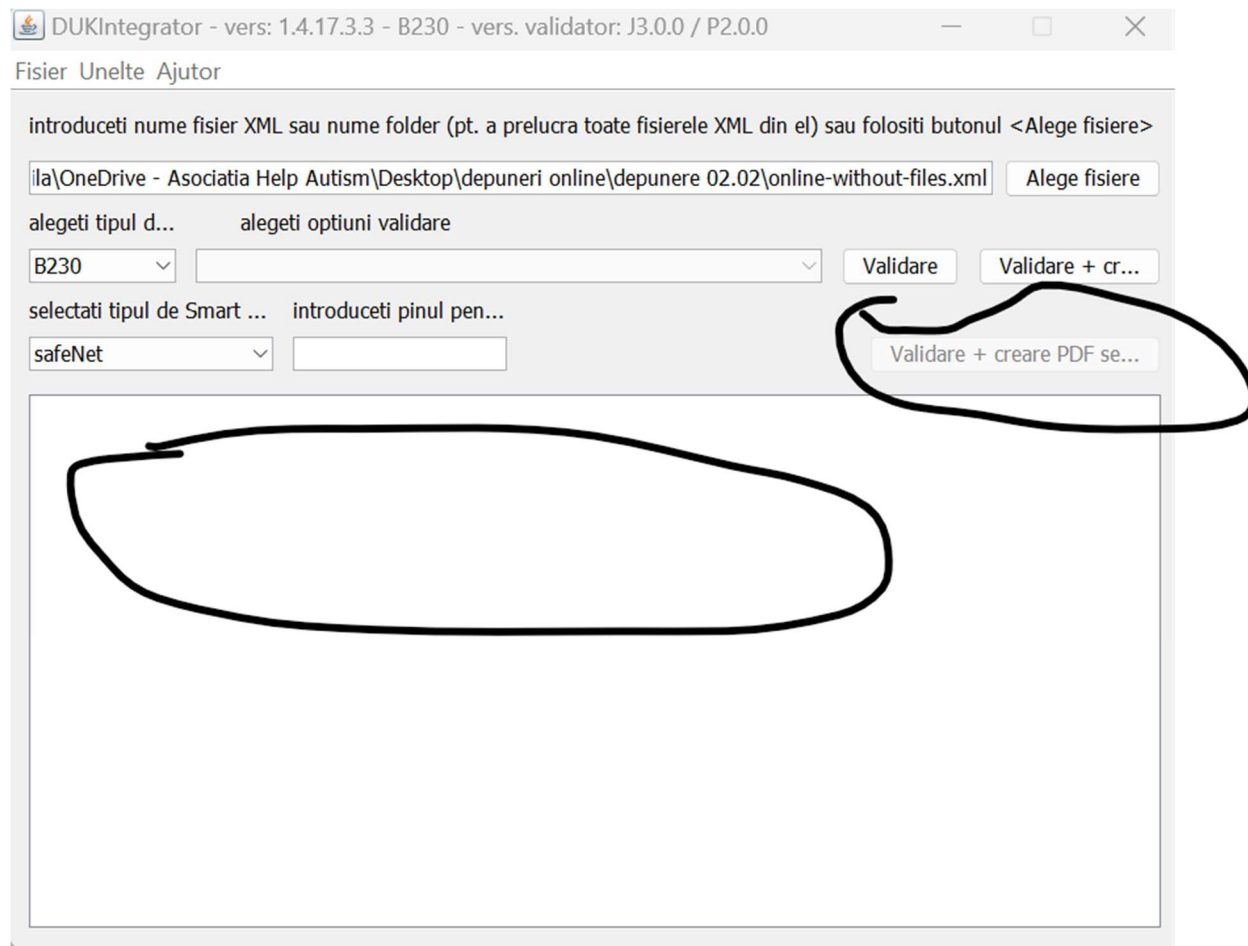 DUKIntegrator - vers: 1.4.17.3.3 - B230 - vers. validator: J3.0.0 / P2.0.0
Fisier Unelte Ajutor
introduceti nume fisier XML sau nume folder (pt. a prelucra toate fisierele XML din el) sau folositi butonul <Alege fisiere>
ila\OneDrive - Asociatia Help Autism\Desktop\depuneri online\depunere 02.02\online-without-files.xml Alege fisiere
alegeti tipul d... alegeti optiuni validare
B230 Validare Validare + cr...
selectati tipul de Smart ... introduceti pinul pen...
safeNet Validare + creare PDF se...